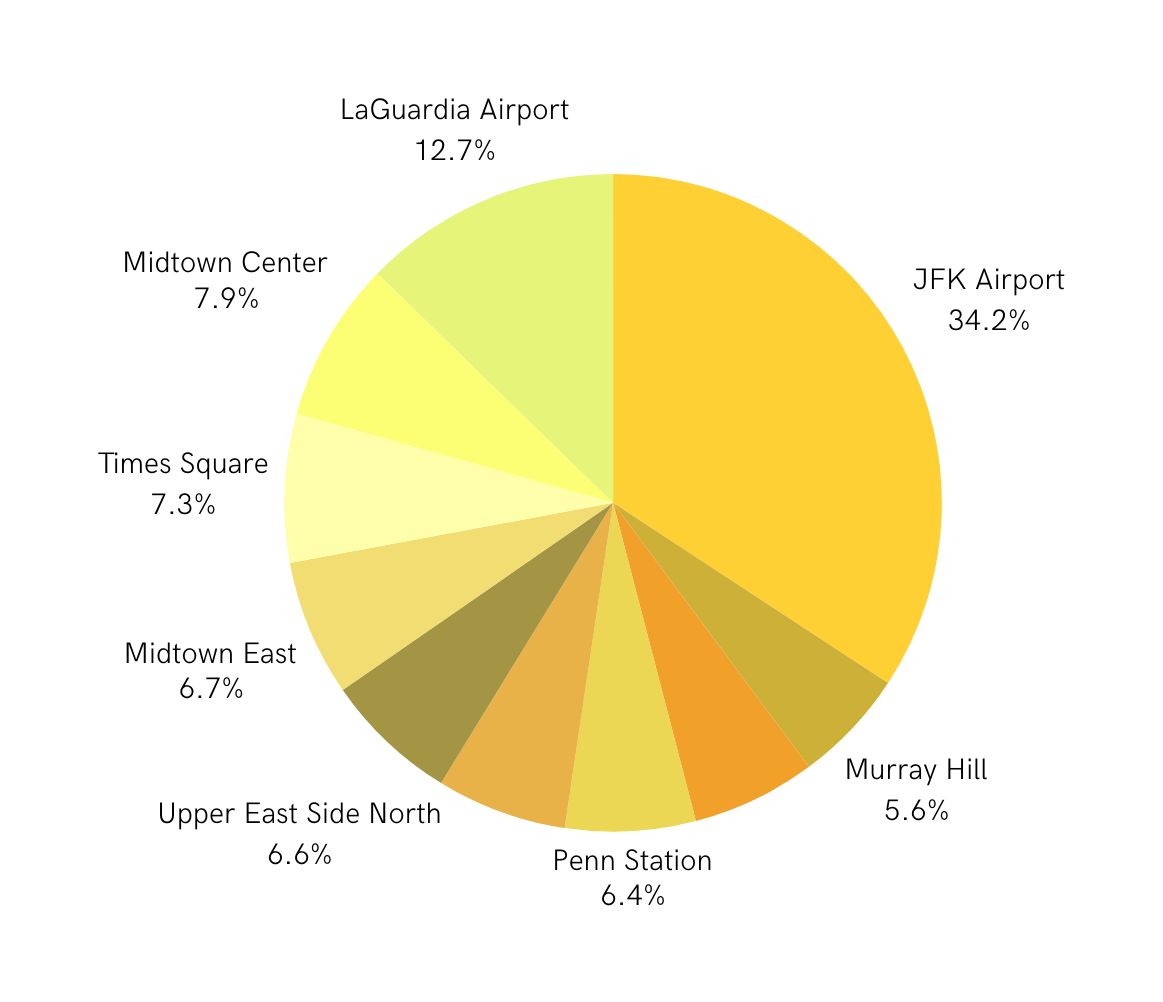 LaGuardia Airport
12.7%
Midtown Center
7.9%
JFK Airport
34.2%
Times Square
7.3%
Midtown East
6.7%
Murray Hill
5.6%
Upper East Side North
6.6%
Penn Station
6.4%